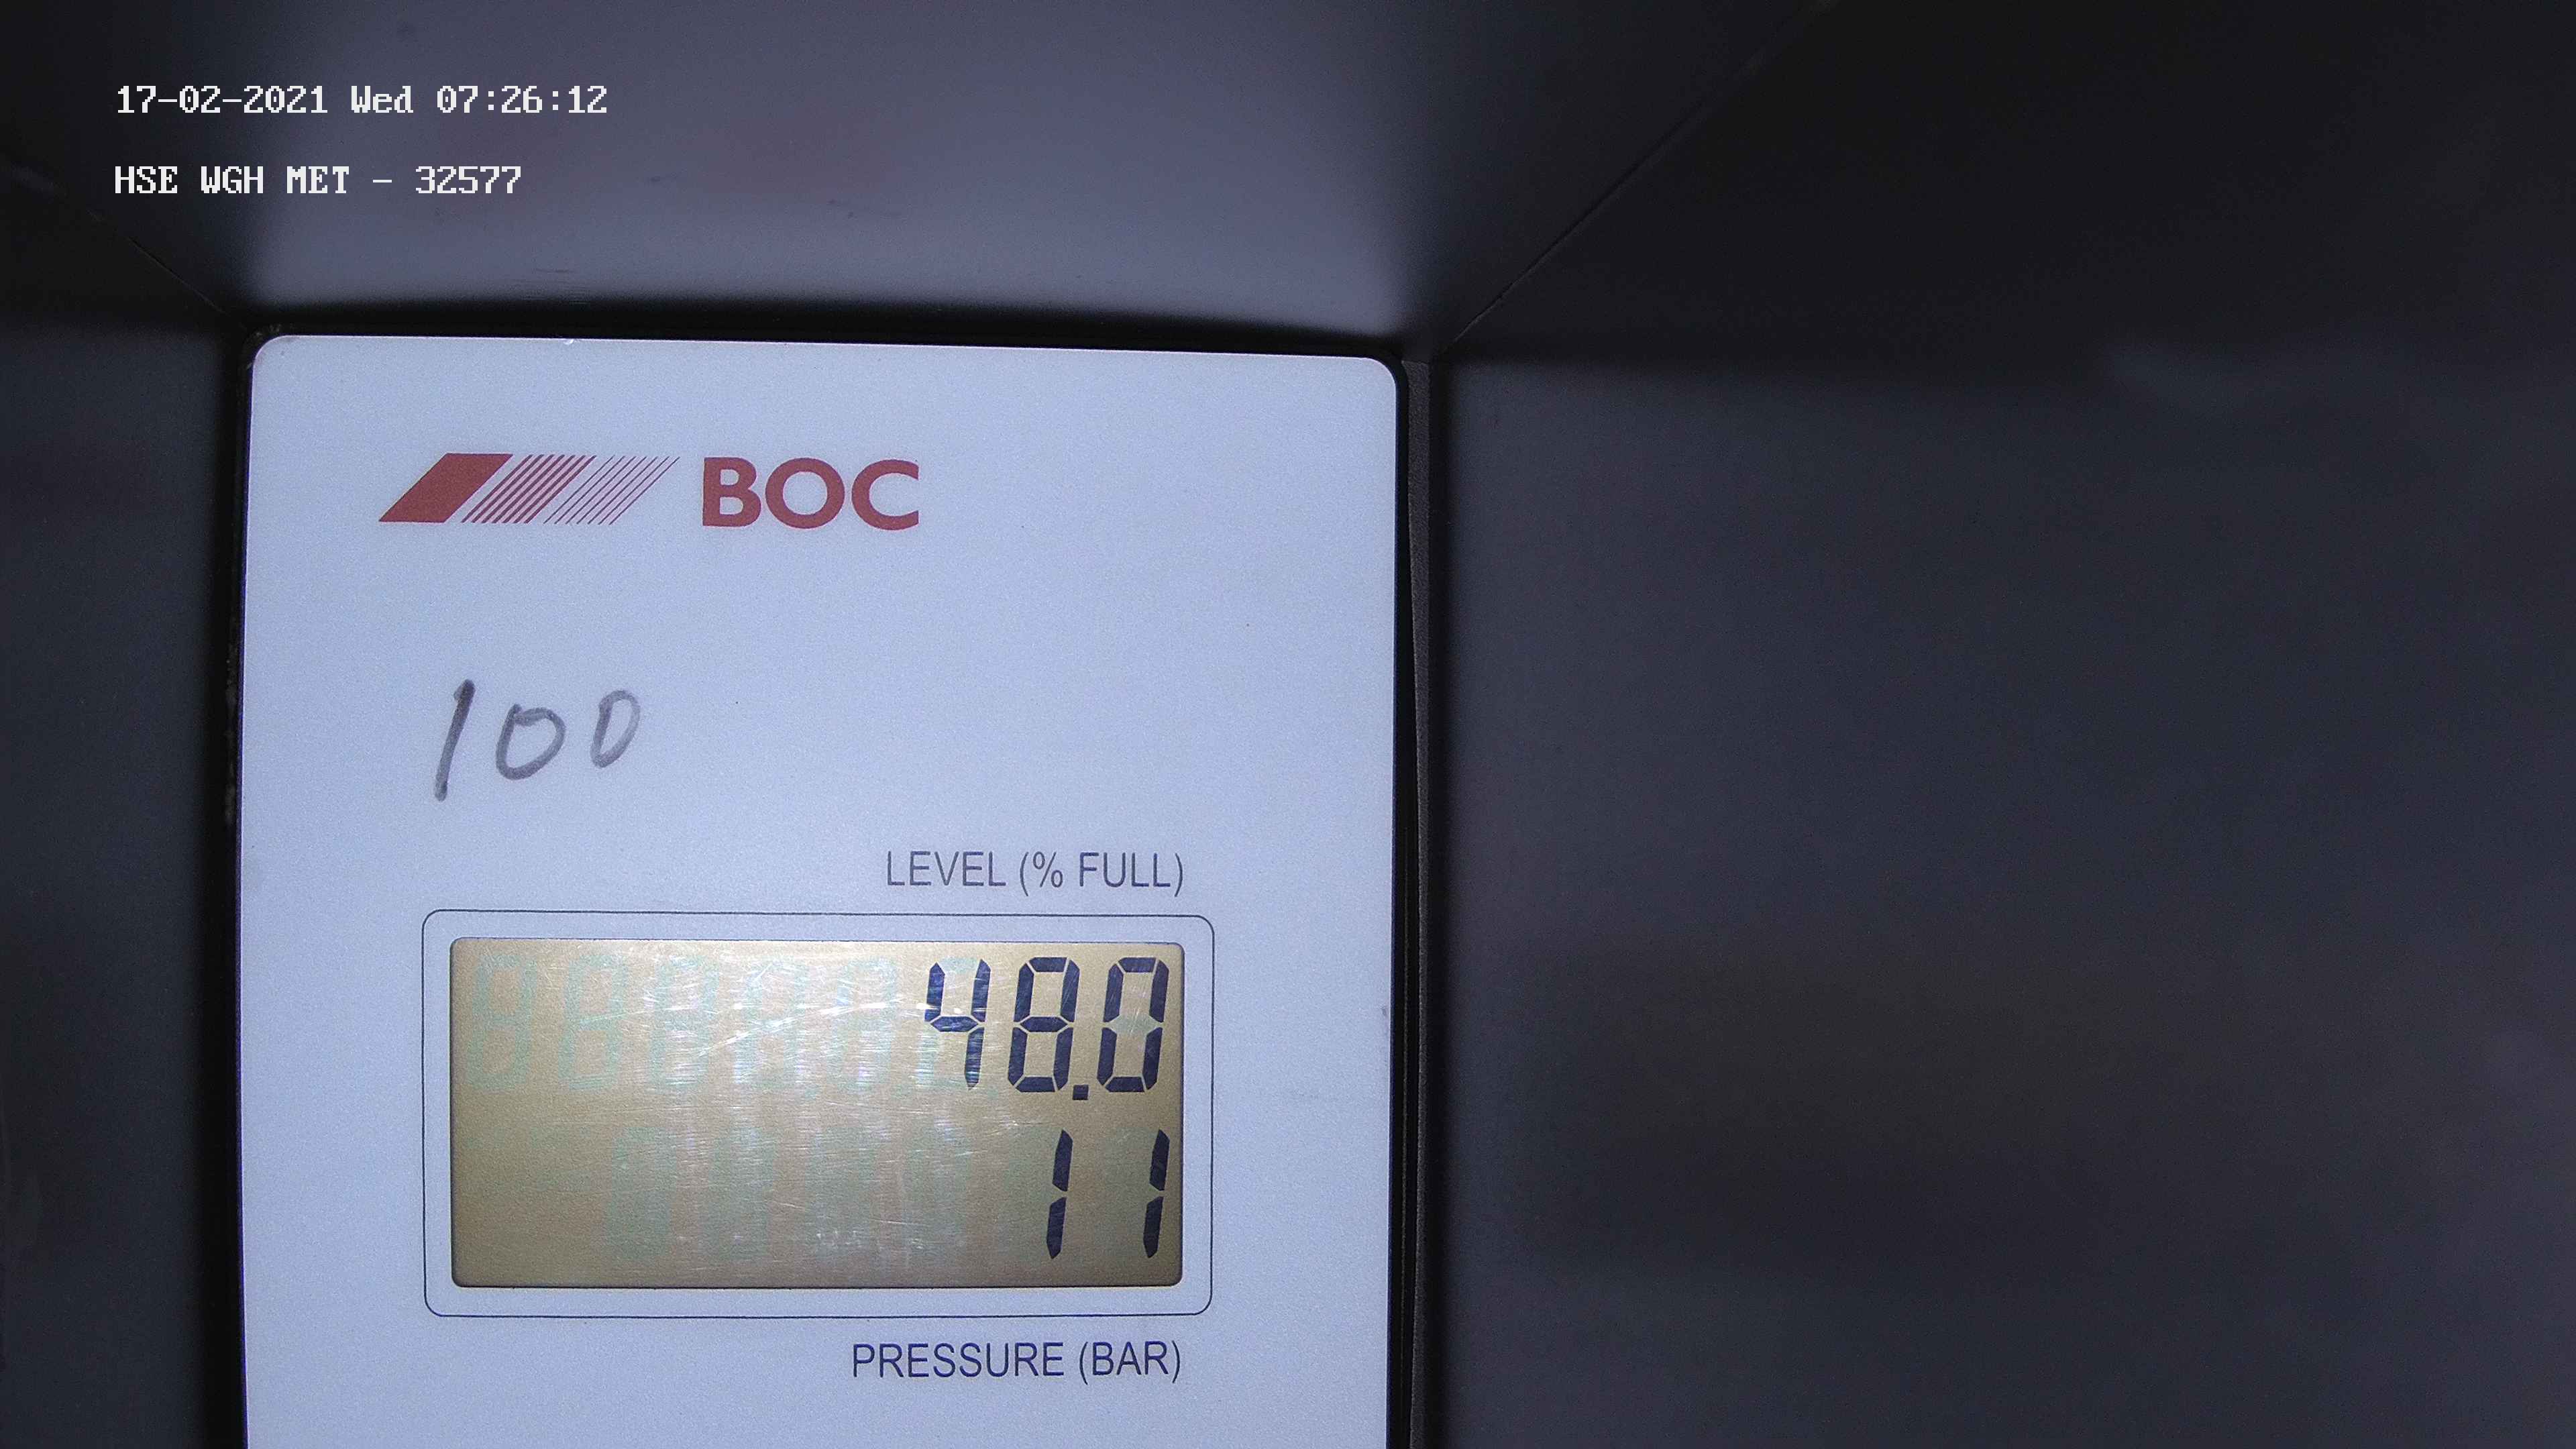 17-02-2021 Wed 07:26:12
HSE WGH MET - 32577
BOC
100
LEVEL (% FULL)
48.0
11
PRESSURE (BAR)